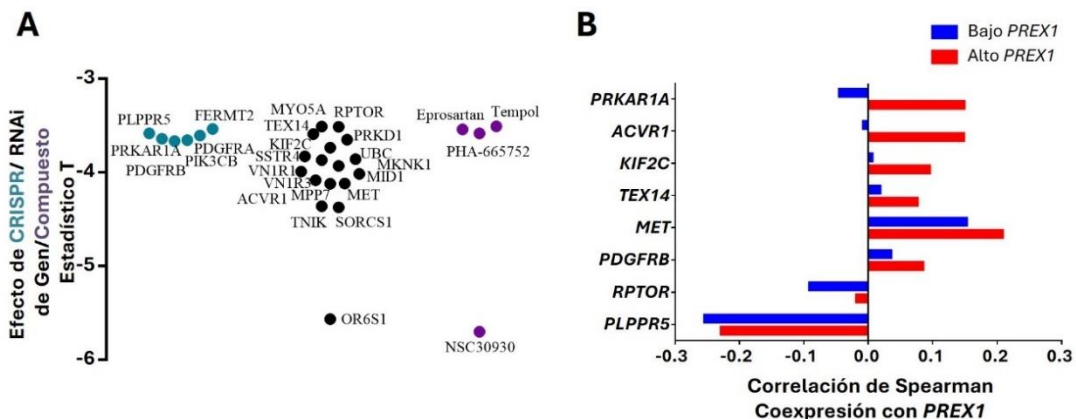 A
Efecto de CRISPR/ RNAi
de Gen/Compuesto
Estadístico T
-3
-4
-5
-6
PLPPR5
FERMT2
PRKAR1A
PDGFRA
PDGFRB
PIK3CB
MYO5A
RPTOR
TEX14
PRKD1
KIF2C
SSTR4
UBC
VN1R1
MKNK1
VN1R3
MID1
ACVR1
MPP7
MET
TNIK
SORCS1
OR6S1
Eprosartan
Tempol
PHA-665752
NSC30930
B
Bajo PREX1
Alto PREX1
PRKAR1A
ACVR1
KIF2C
TEX14
MET
PDGFRB
RPTOR
PLPPR5
-0.3 -0.2 -0.1 0.0 0.1 0.2 0.3
Correlación de Spearman
Coexpresión con PREX1